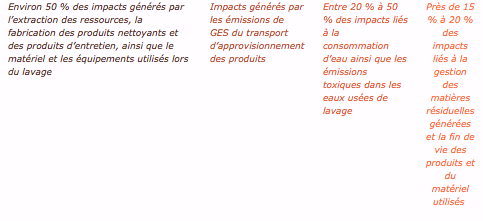 Environ 50 % des impacts générés par
l'extraction des ressources, la
fabrication des produits nettoyants et
des produits d'entretien, ainsi que le
matériel et les équipements utilisés lors
du lavage
Impacts générés par
les émissions de
GES du transport
d'approvisionnement
des produits
Entre 20 % à 50
% des impacts liés
à la
consommation
d'eau ainsi que les
émissions
toxiques dans les
eaux usées de
lavage
Près de 15
% à 20 %
des
impacts
liés à la
gestion
des
matières
résiduelles
générées
et la fin de
vie des
produits et
du
matériel
utilisés